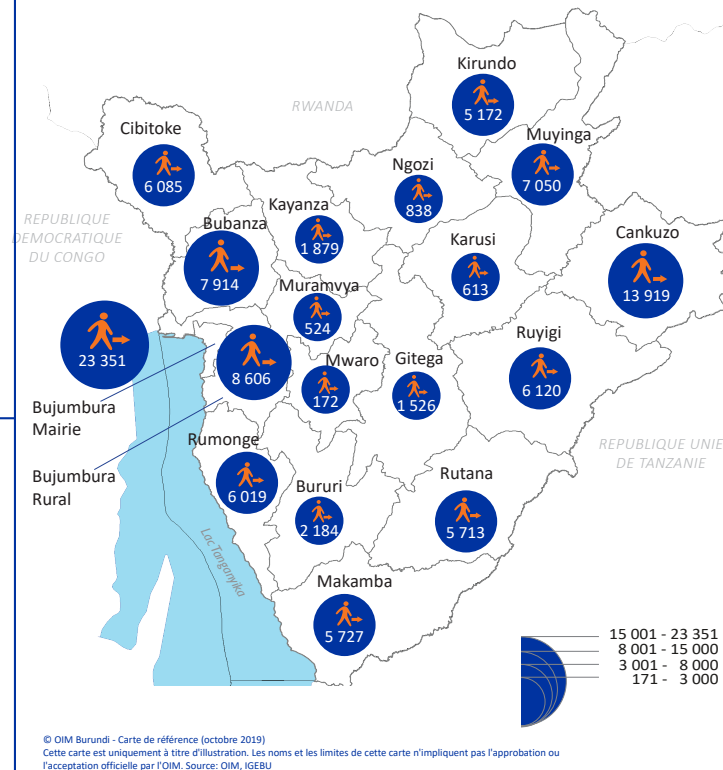 Kirundo
5 172
RWANDA
Cibitoke
6 085
Muyinga
7 050
Ngozi
838
Kayanza
1 879
REPUBLIQUE
DEMOCRATIQUE
DU CONGO
Bubanza
7 914
Karusi
613
Cankuzo
13 919
Muramvya
524
23 351
8 606
Mwaro
172
Gitega
1 526
Ruyigi
6 120
Bujumbura
Mairie
Bujumbura
Rural
Rumonge
6 019
Bururi
2 184
Rutana
5 713
REPUBLIQUE UNIE
DE TANZANIE
Lac Tanganyika
Makamba
5 727
15 001 - 23 351
8 001 - 15 000
3 001 - 8 000
171 - 3 000
© OIM Burundi - Carte de référence (octobre 2019)
Cette carte est uniquement à titre d'illustration. Les noms et les limites de cette carte n'impliquent pas l'approbation ou
l'acceptation officielle par l'OIM. Source: OIM, IGEBU